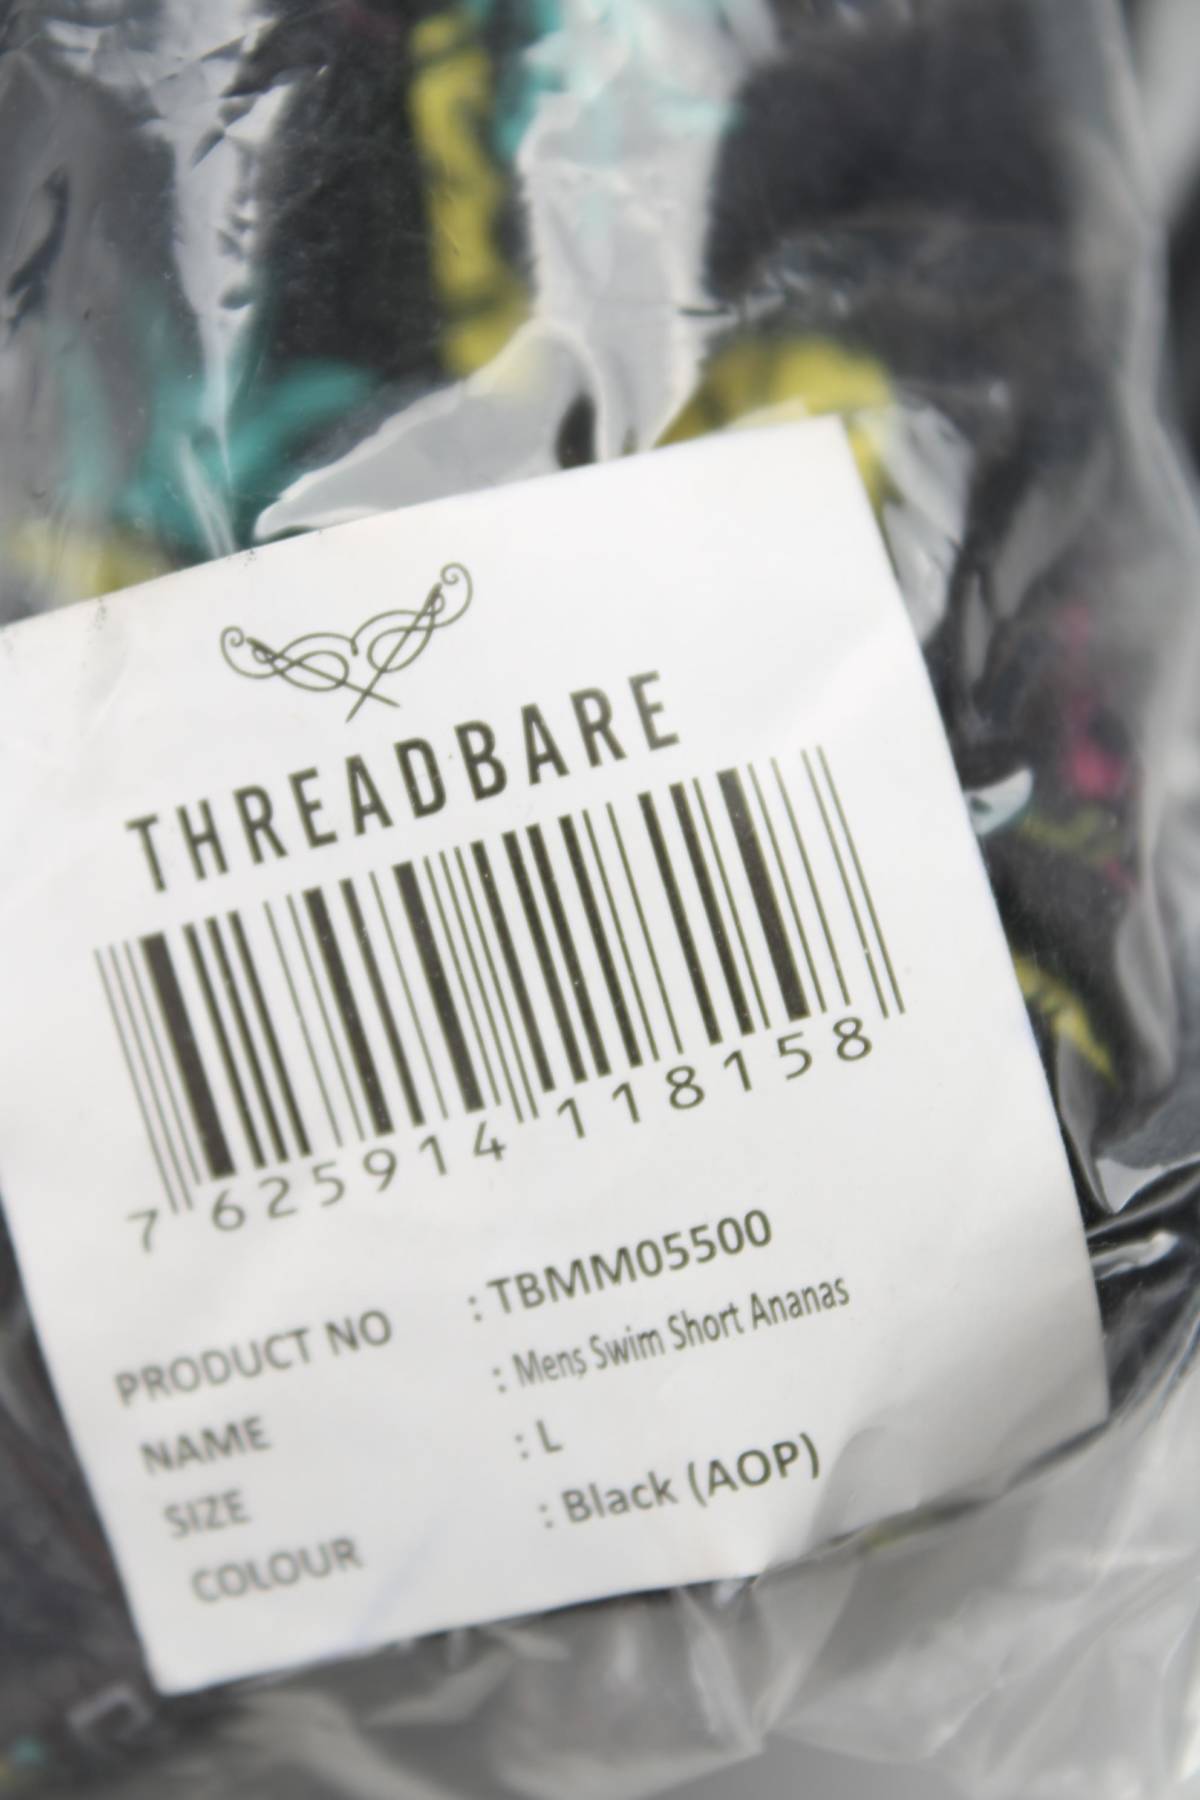 THREADBARE
7 625914 118158
PRODUCT NO : TBMM05500
NAME : Mens Swim Short Ananas
SIZE : L
COLOUR : Black (AOP)